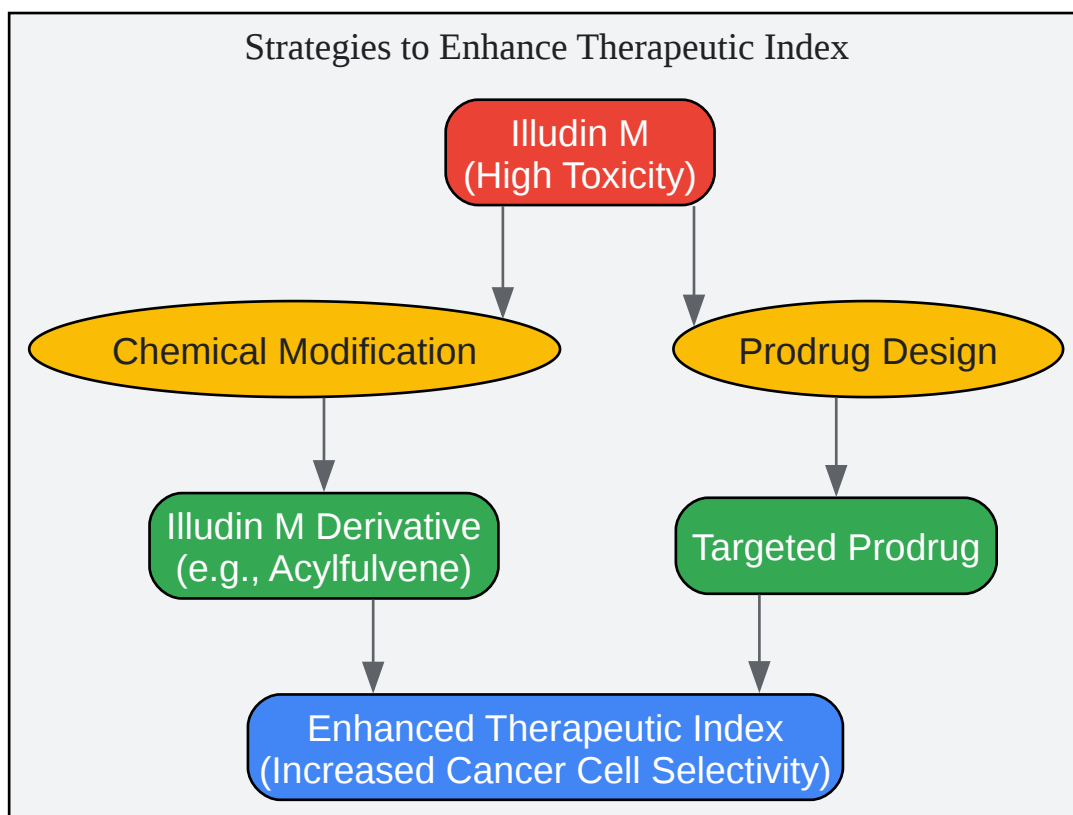 Strategies to Enhance Therapeutic Index
Illudin M
(High Toxicity)
Chemical Modification
Prodrug Design
Illudin M Derivative
(e.g., Acylfulvene)
Targeted Prodrug
Enhanced Therapeutic Index
(Increased Cancer Cell Selectivity)